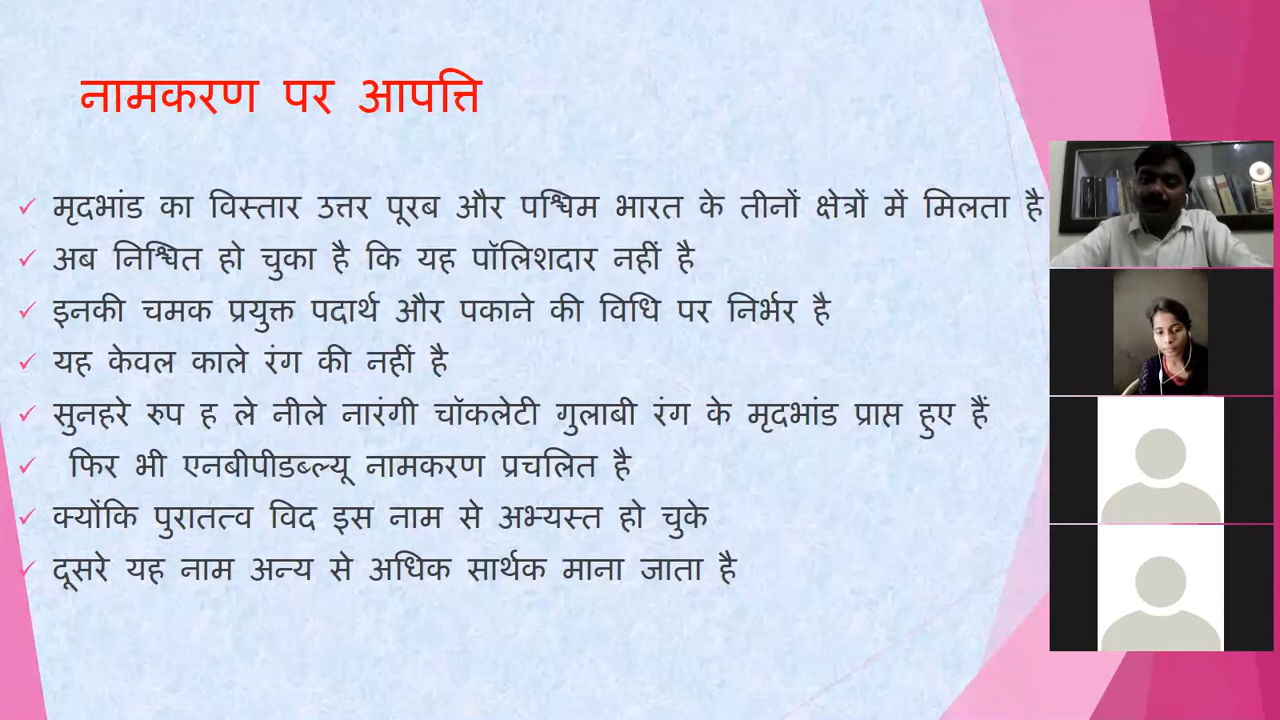 नामकरण पर आपत्ति
✓ मृदभांड का विस्तार उत्तर पूरब और पश्चिम भारत के तीनों क्षेत्रों में मिलता है
✓ अब निश्चित हो चुका है कि यह पॉलिशदार नहीं है
✓ इनकी चमक प्रयुक्त पदार्थ और पकाने की विधि पर निर्भर है
✓ यह केवल काले रंग की नहीं है
✓ सुनहरे रुप ह ले नीले नारंगी चॉकलेटी गुलाबी रंग के मृदभांड प्राप्त हुए हैं
✓ फिर भी एनबीपीडब्ल्यू नामकरण प्रचलित है
✓ क्योंकि पुरातत्व विद इस नाम से अभ्यस्त हो चुके
✓ दूसरे यह नाम अन्य से अधिक सार्थक माना जाता है